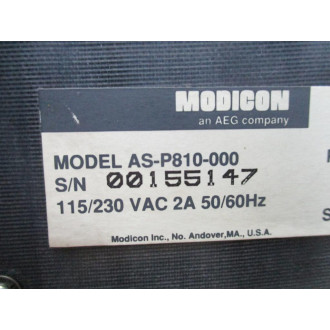 MODICON
an AEG company
MODEL AS-P810-000
S/N 00155147
115/230 VAC 2A 50/60Hz
Modicon Inc., No. Andover,MA., U.S.A.